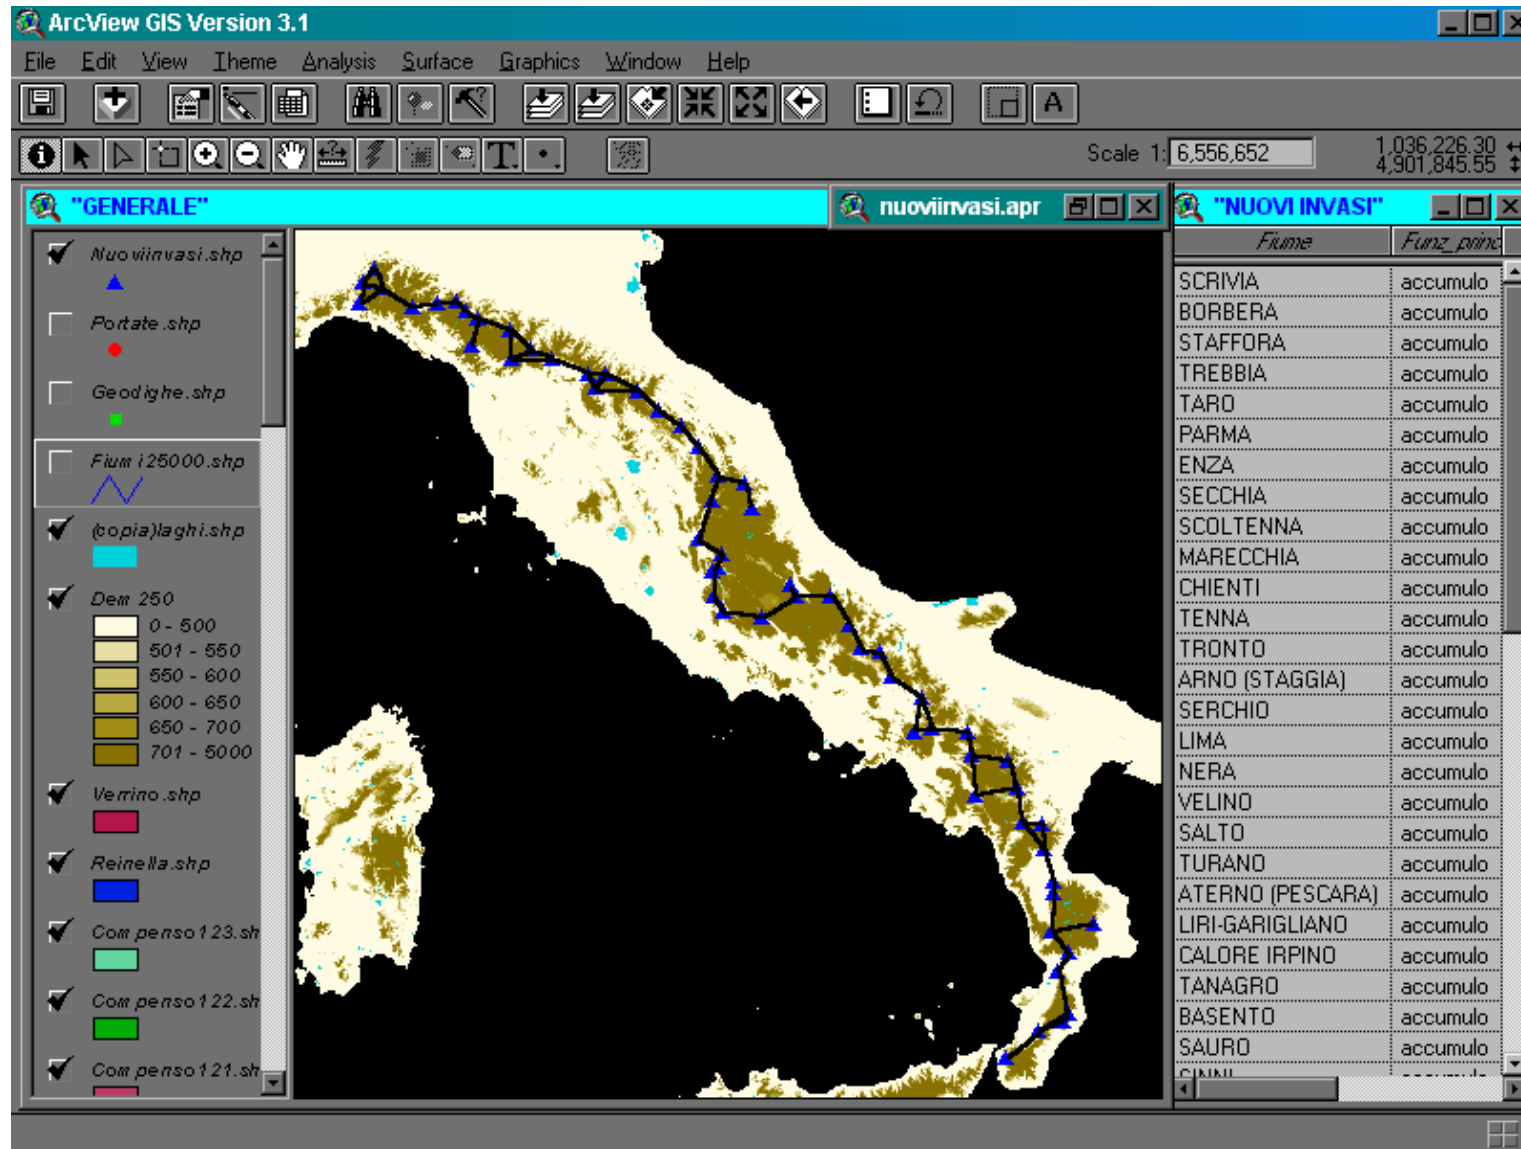 ArcView GIS Version 3.1
File Edit View Theme Analysis Surface Graphics Window Help
Scale 1: 6,556,652
1,036,226.30
4,901,845.55
"GENERALE"
nuoviinvasi.apr
"NUOVI INVASI"
Nuoviinvasi.shp
Portate.shp
Geodighe.shp
Fiumi25000.shp
(copia)laghi.shp
Dem 250
0 - 500
501 - 550
550 - 600
600 - 650
650 - 700
701 - 5000
Verrino.shp
Reinella.shp
Compenso123.sh
Compenso122.sh
Compenso121.sh
Fiume Funz_princ
SCRIVIA accumulo
BORBERA accumulo
STAFFORA accumulo
TREBBIA accumulo
TARO accumulo
PARMA accumulo
ENZA accumulo
SECCHIA accumulo
SCOLTENNA accumulo
MARECCHIA accumulo
CHIENTI accumulo
TENNA accumulo
TRONTO accumulo
ARNO (STAGGIA) accumulo
SERCHIO accumulo
LIMA accumulo
NERA accumulo
VELINO accumulo
SALTO accumulo
TURANO accumulo
ATERNO (PESCARA) accumulo
LIRI-GARIGLIANO accumulo
CALORE IRPINO accumulo
TANAGRO accumulo
BASENTO accumulo
SAURO accumulo